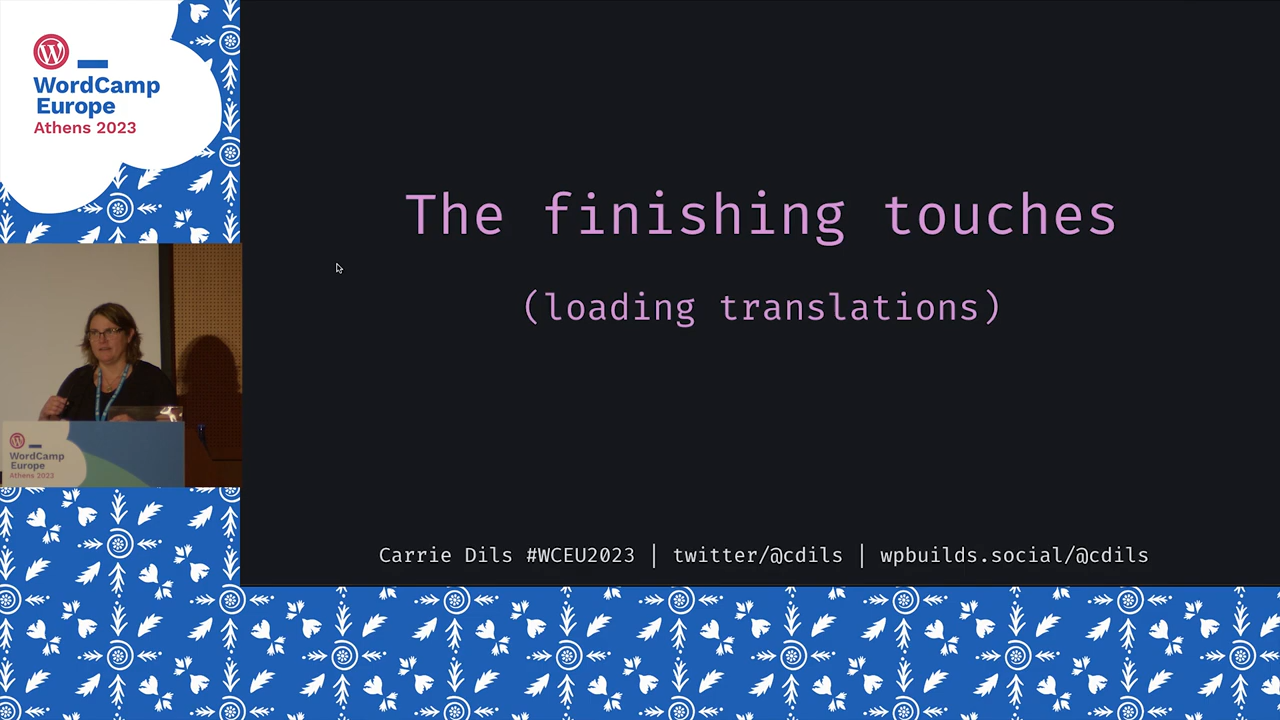 WordCamp
Europe
Athens 2023
The finishing touches
(loading translations)
WordCamp
Europe
Athens 2023
Carrie Dils #WCEU2023 | twitter/@cdils | wpbuilds.social/@cdils